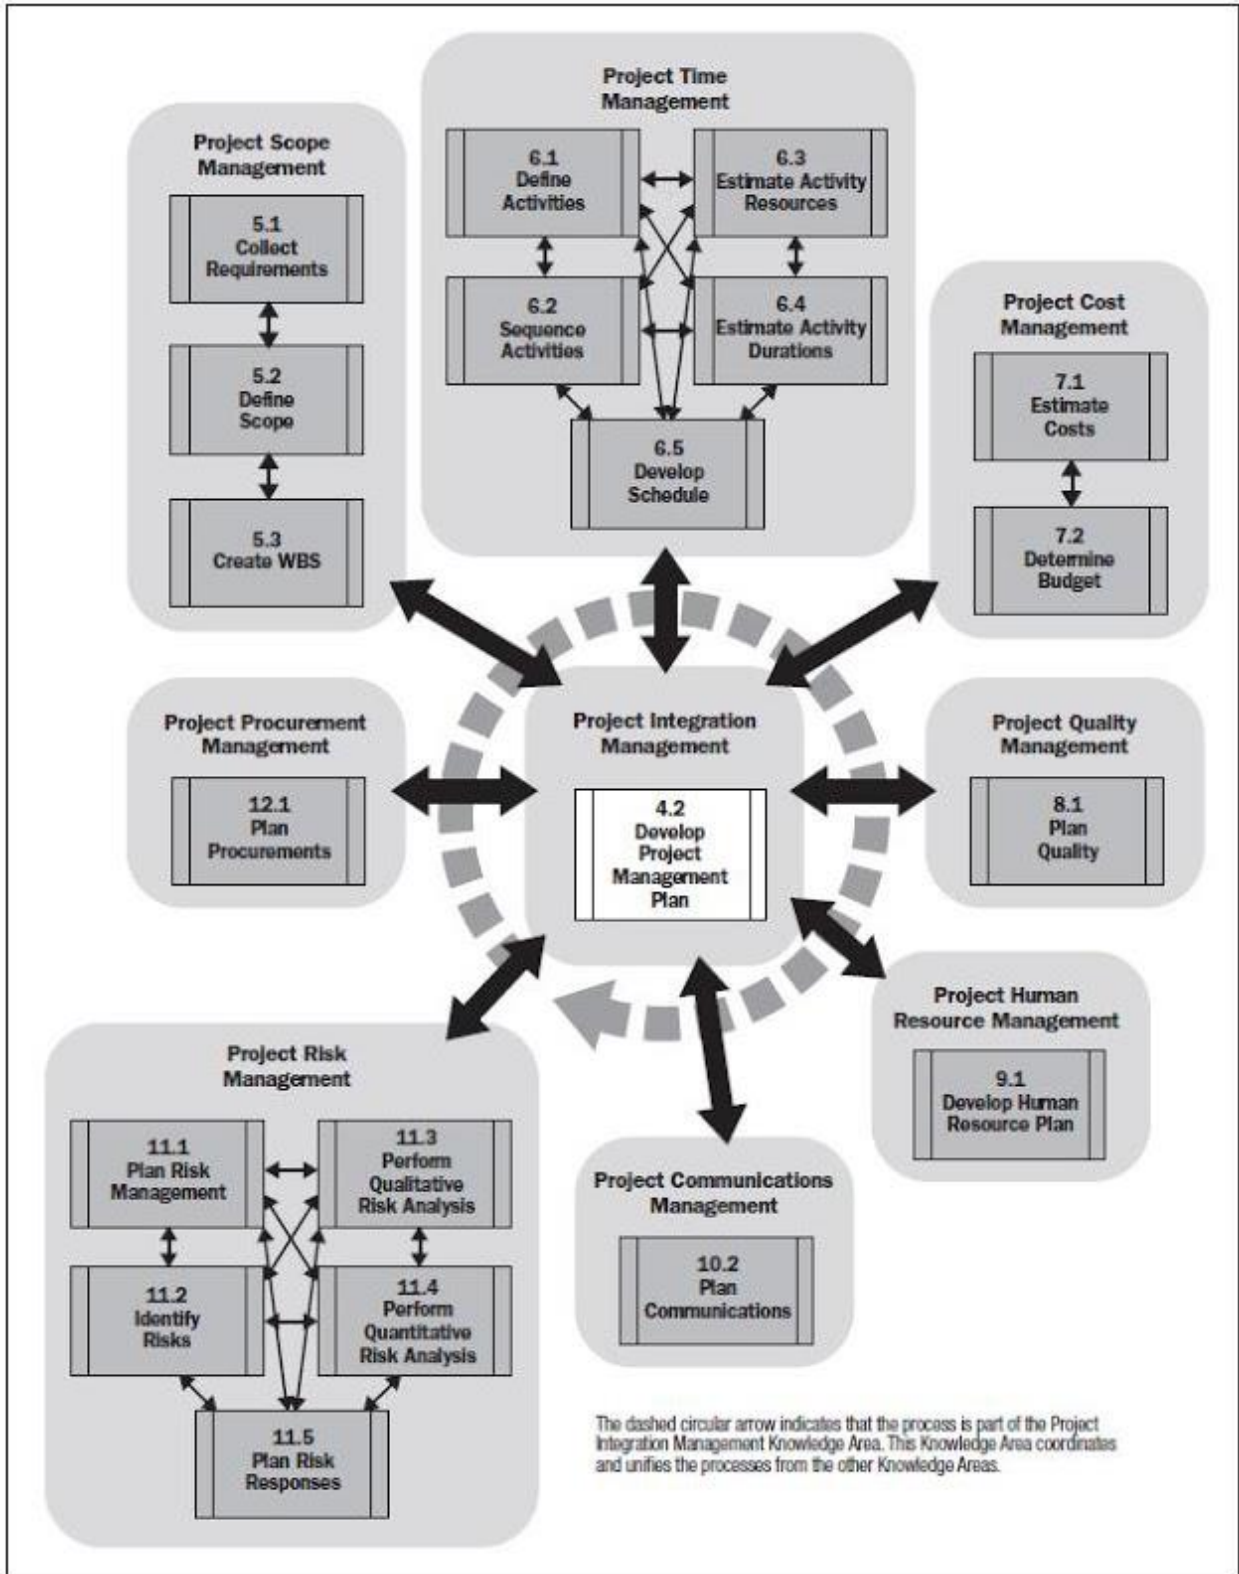 Project Time
Management
6.1
Define
Activities
6.3
Estimate Activity
Resources
6.2
Sequence
Activities
6.4
Estimate Activity
Durations
6.5
Develop
Schedule
Project Scope
Management
5.1
Collect
Requirements
5.2
Define
Scope
5.3
Create WBS
Project Cost
Management
7.1
Estimate
Costs
7.2
Determine
Budget
Project Procurement
Management
12.1
Plan
Procurements
Project Integration
Management
4.2
Develop
Project
Management
Plan
Project Quality
Management
8.1
Plan
Quality
Project Human
Resource Management
9.1
Develop Human
Resource Plan
Project Risk
Management
11.1
Plan Risk
Management
11.3
Perform
Qualitative
Risk Analysis
11.2
Identify
Risks
11.4
Perform
Quantitative
Risk Analysis
11.5
Plan Risk
Responses
Project Communications
Management
10.2
Plan
Communications
The dashed circular arrow indicates that the process is part of the Project
Integration Management Knowledge Area. This Knowledge Area coordinates
and unifies the processes from the other Knowledge Areas.